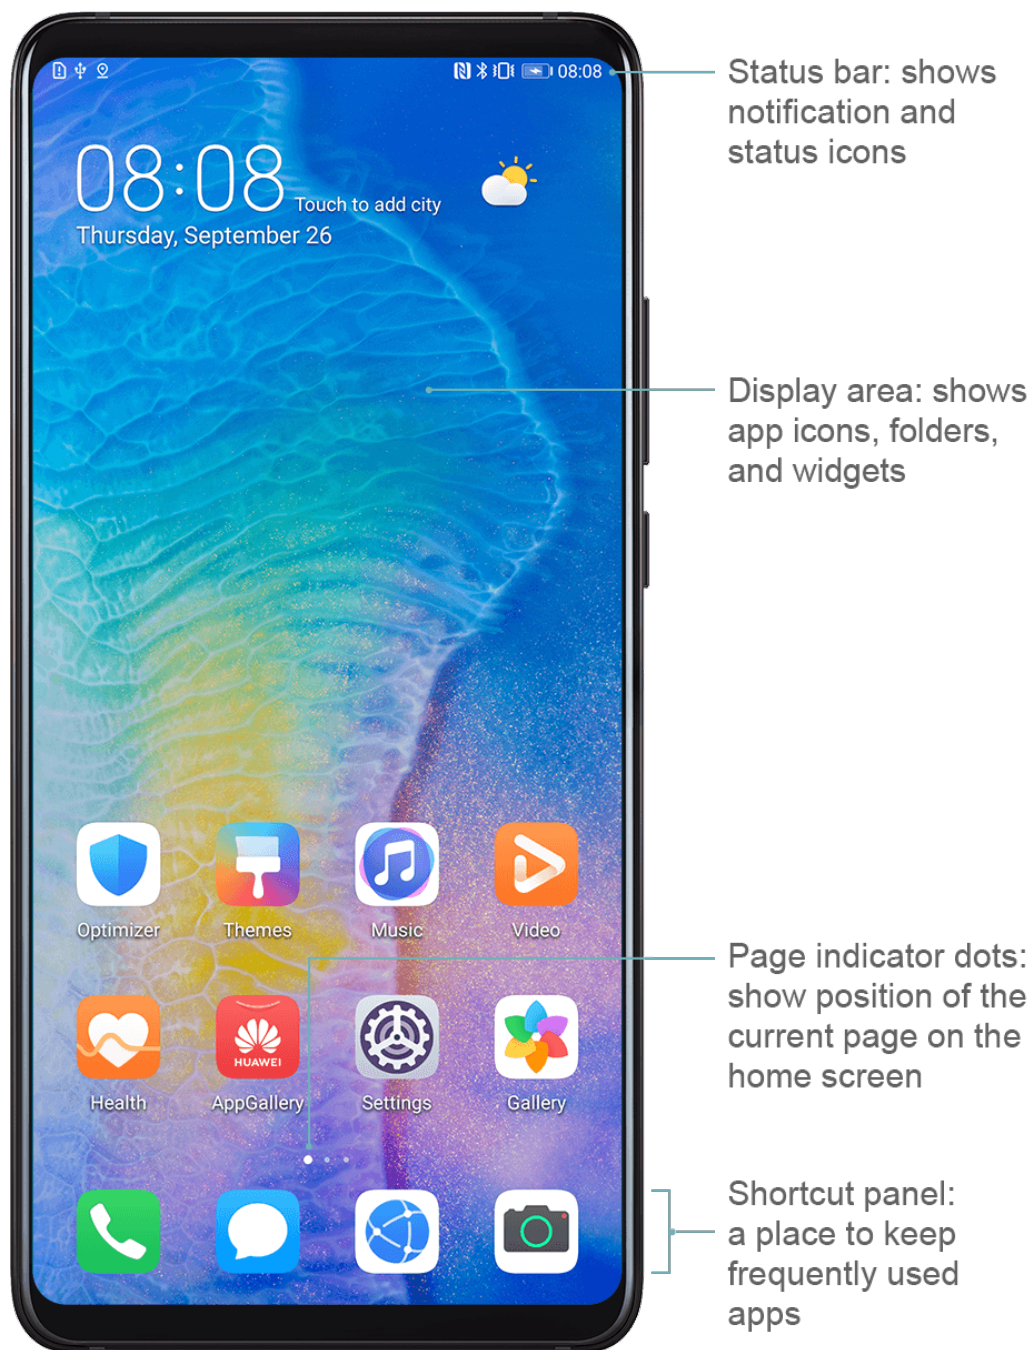 08:08
Status bar: shows
notification and
status icons
08:08
Touch to add city
Thursday, September 26
Display area: shows
app icons, folders,
and widgets
Optimizer
Themes
Music
Video
Page indicator dots:
show position of the
current page on the
home screen
HUAWEI
Health
AppGallery
Settings
Gallery
Shortcut panel:
a place to keep
frequently used
apps